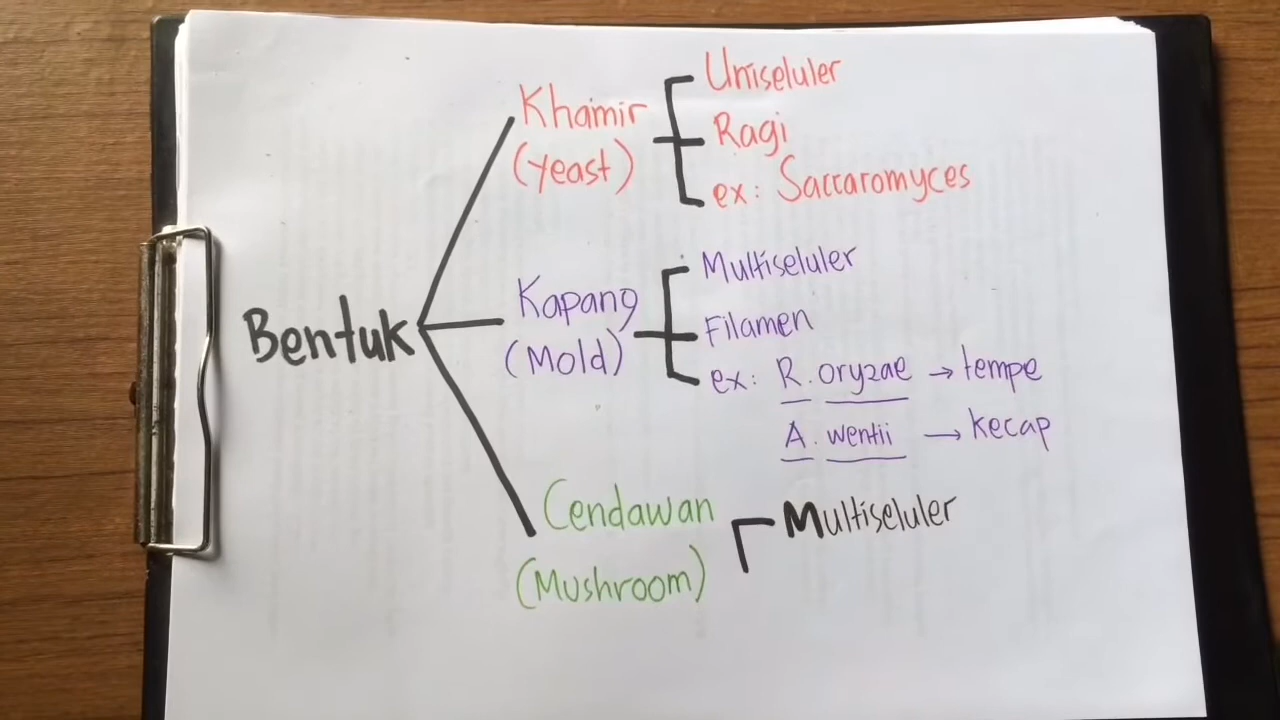 Bentuk
Khamir
(yeast)
Uniseluler
Ragi
ex: Saccaromyces
Kapang
(Mold)
Multiseluler
Filamen
ex: R. oryzae → tempe
A. wentii → kecap
Cendawan
(Mushroom)
Multiseluler